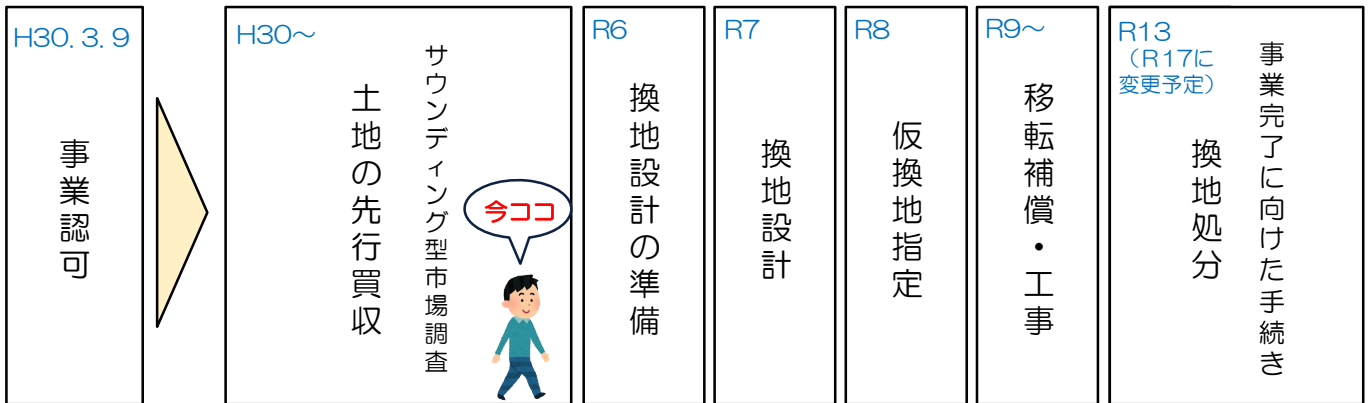 H30.3.9
事業認可
H30～
サウンディング型市場調査
土地の先行買収
今ココ
R6
換地設計の準備
R7
換地設計
R8
仮換地指定
R9～
移転補償・工事
R13
（R17に
変更予定）
事業完了に向けた手続き
換地処分